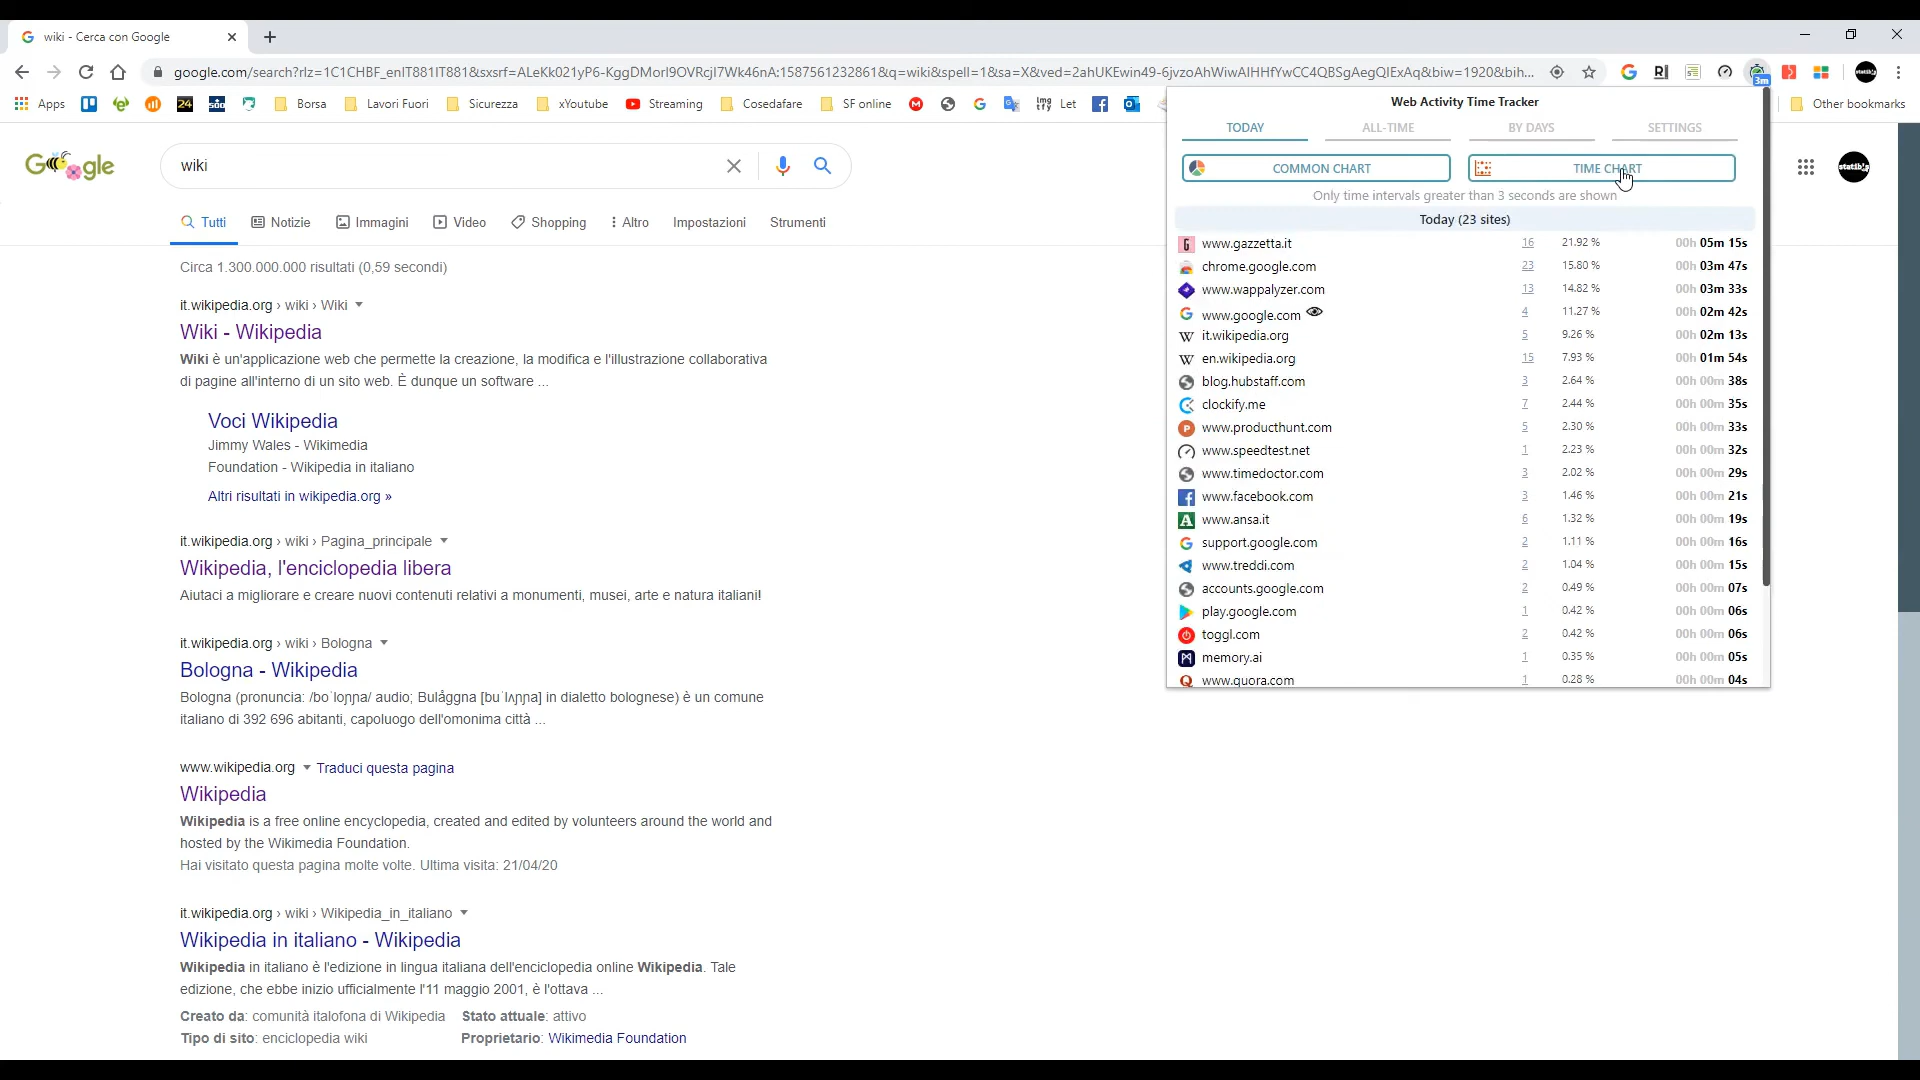 wiki - Cerca con Google
google.com/search?rlz=1C1CHBF_enIT881IT881&sxsrf=ALeKk021yP6-KggDMorI9OVRcjI7Wk46nA:1587561232861&q=wiki&spell=1&sa=X&ved=2ahUKEwin49-6jvzoAhWiwAIHHfYwCC4QBSgAegQIExAq&biw=1920&bih...
3m
Apps
24
Borsa
Lavori Fuori
Sicurezza
xYoutube
Streaming
Cosedafare
SF online
Let
Other bookmarks
Google
wiki
Tutti
Notizie
Immagini
Video
Shopping
Altro
Impostazioni
Strumenti
Circa 1.300.000.000 risultati (0,59 secondi)
it.wikipedia.org › wiki › Wiki
Wiki - Wikipedia
Wiki è un'applicazione web che permette la creazione, la modifica e l'illustrazione collaborativa
di pagine all'interno di un sito web. È dunque un software ...
Voci Wikipedia
Jimmy Wales - Wikimedia
Foundation - Wikipedia in italiano
Altri risultati in wikipedia.org »
it.wikipedia.org › wiki › Pagina_principale
Wikipedia, l'enciclopedia libera
Aiutaci a migliorare e creare nuovi contenuti relativi a monumenti, musei, arte e natura italiani!
it.wikipedia.org › wiki › Bologna
Bologna - Wikipedia
Bologna (pronuncia: /boˈloɲɲa/ audio; Bulåggna [buˈlʌɲɲa] in dialetto bolognese) è un comune
italiano di 392 696 abitanti, capoluogo dell'omonima città ...
www.wikipedia.org Traduci questa pagina
Wikipedia
Wikipedia is a free online encyclopedia, created and edited by volunteers around the world and
hosted by the Wikimedia Foundation.
Hai visitato questa pagina molte volte. Ultima visita: 21/04/20
it.wikipedia.org › wiki › Wikipedia_in_italiano
Wikipedia in italiano - Wikipedia
Wikipedia in italiano è l'edizione in lingua italiana dell'enciclopedia online Wikipedia. Tale
edizione, che ebbe inizio ufficialmente l'11 maggio 2001, è l'ottava ...
Creato da: comunità italofona di Wikipedia Stato attuale: attivo
Tipo di sito: enciclopedia wiki Proprietario: Wikimedia Foundation
Web Activity Time Tracker
TODAY ALL-TIME BY DAYS SETTINGS
COMMON CHART TIME CHART
Only time intervals greater than 3 seconds are shown
Today (23 sites)
www.gazzetta.it 16 21.92 % 00h 05m 15s
chrome.google.com 23 15.80 % 00h 03m 47s
www.wappalyzer.com 13 14.82 % 00h 03m 33s
www.google.com 4 11.27 % 00h 02m 42s
it.wikipedia.org 5 9.26 % 00h 02m 13s
en.wikipedia.org 15 7.93 % 00h 01m 54s
blog.hubstaff.com 3 2.64 % 00h 00m 38s
clockify.me 7 2.44 % 00h 00m 35s
www.producthunt.com 5 2.30 % 00h 00m 33s
www.speedtest.net 1 2.23 % 00h 00m 32s
www.timedoctor.com 3 2.02 % 00h 00m 29s
www.facebook.com 3 1.46 % 00h 00m 21s
www.ansa.it 6 1.32 % 00h 00m 19s
support.google.com 2 1.11 % 00h 00m 16s
www.treddi.com 2 1.04 % 00h 00m 15s
accounts.google.com 2 0.49 % 00h 00m 07s
play.google.com 1 0.42 % 00h 00m 06s
toggl.com 2 0.42 % 00h 00m 06s
memory.ai 1 0.35 % 00h 00m 05s
www.quora.com 1 0.28 % 00h 00m 04s